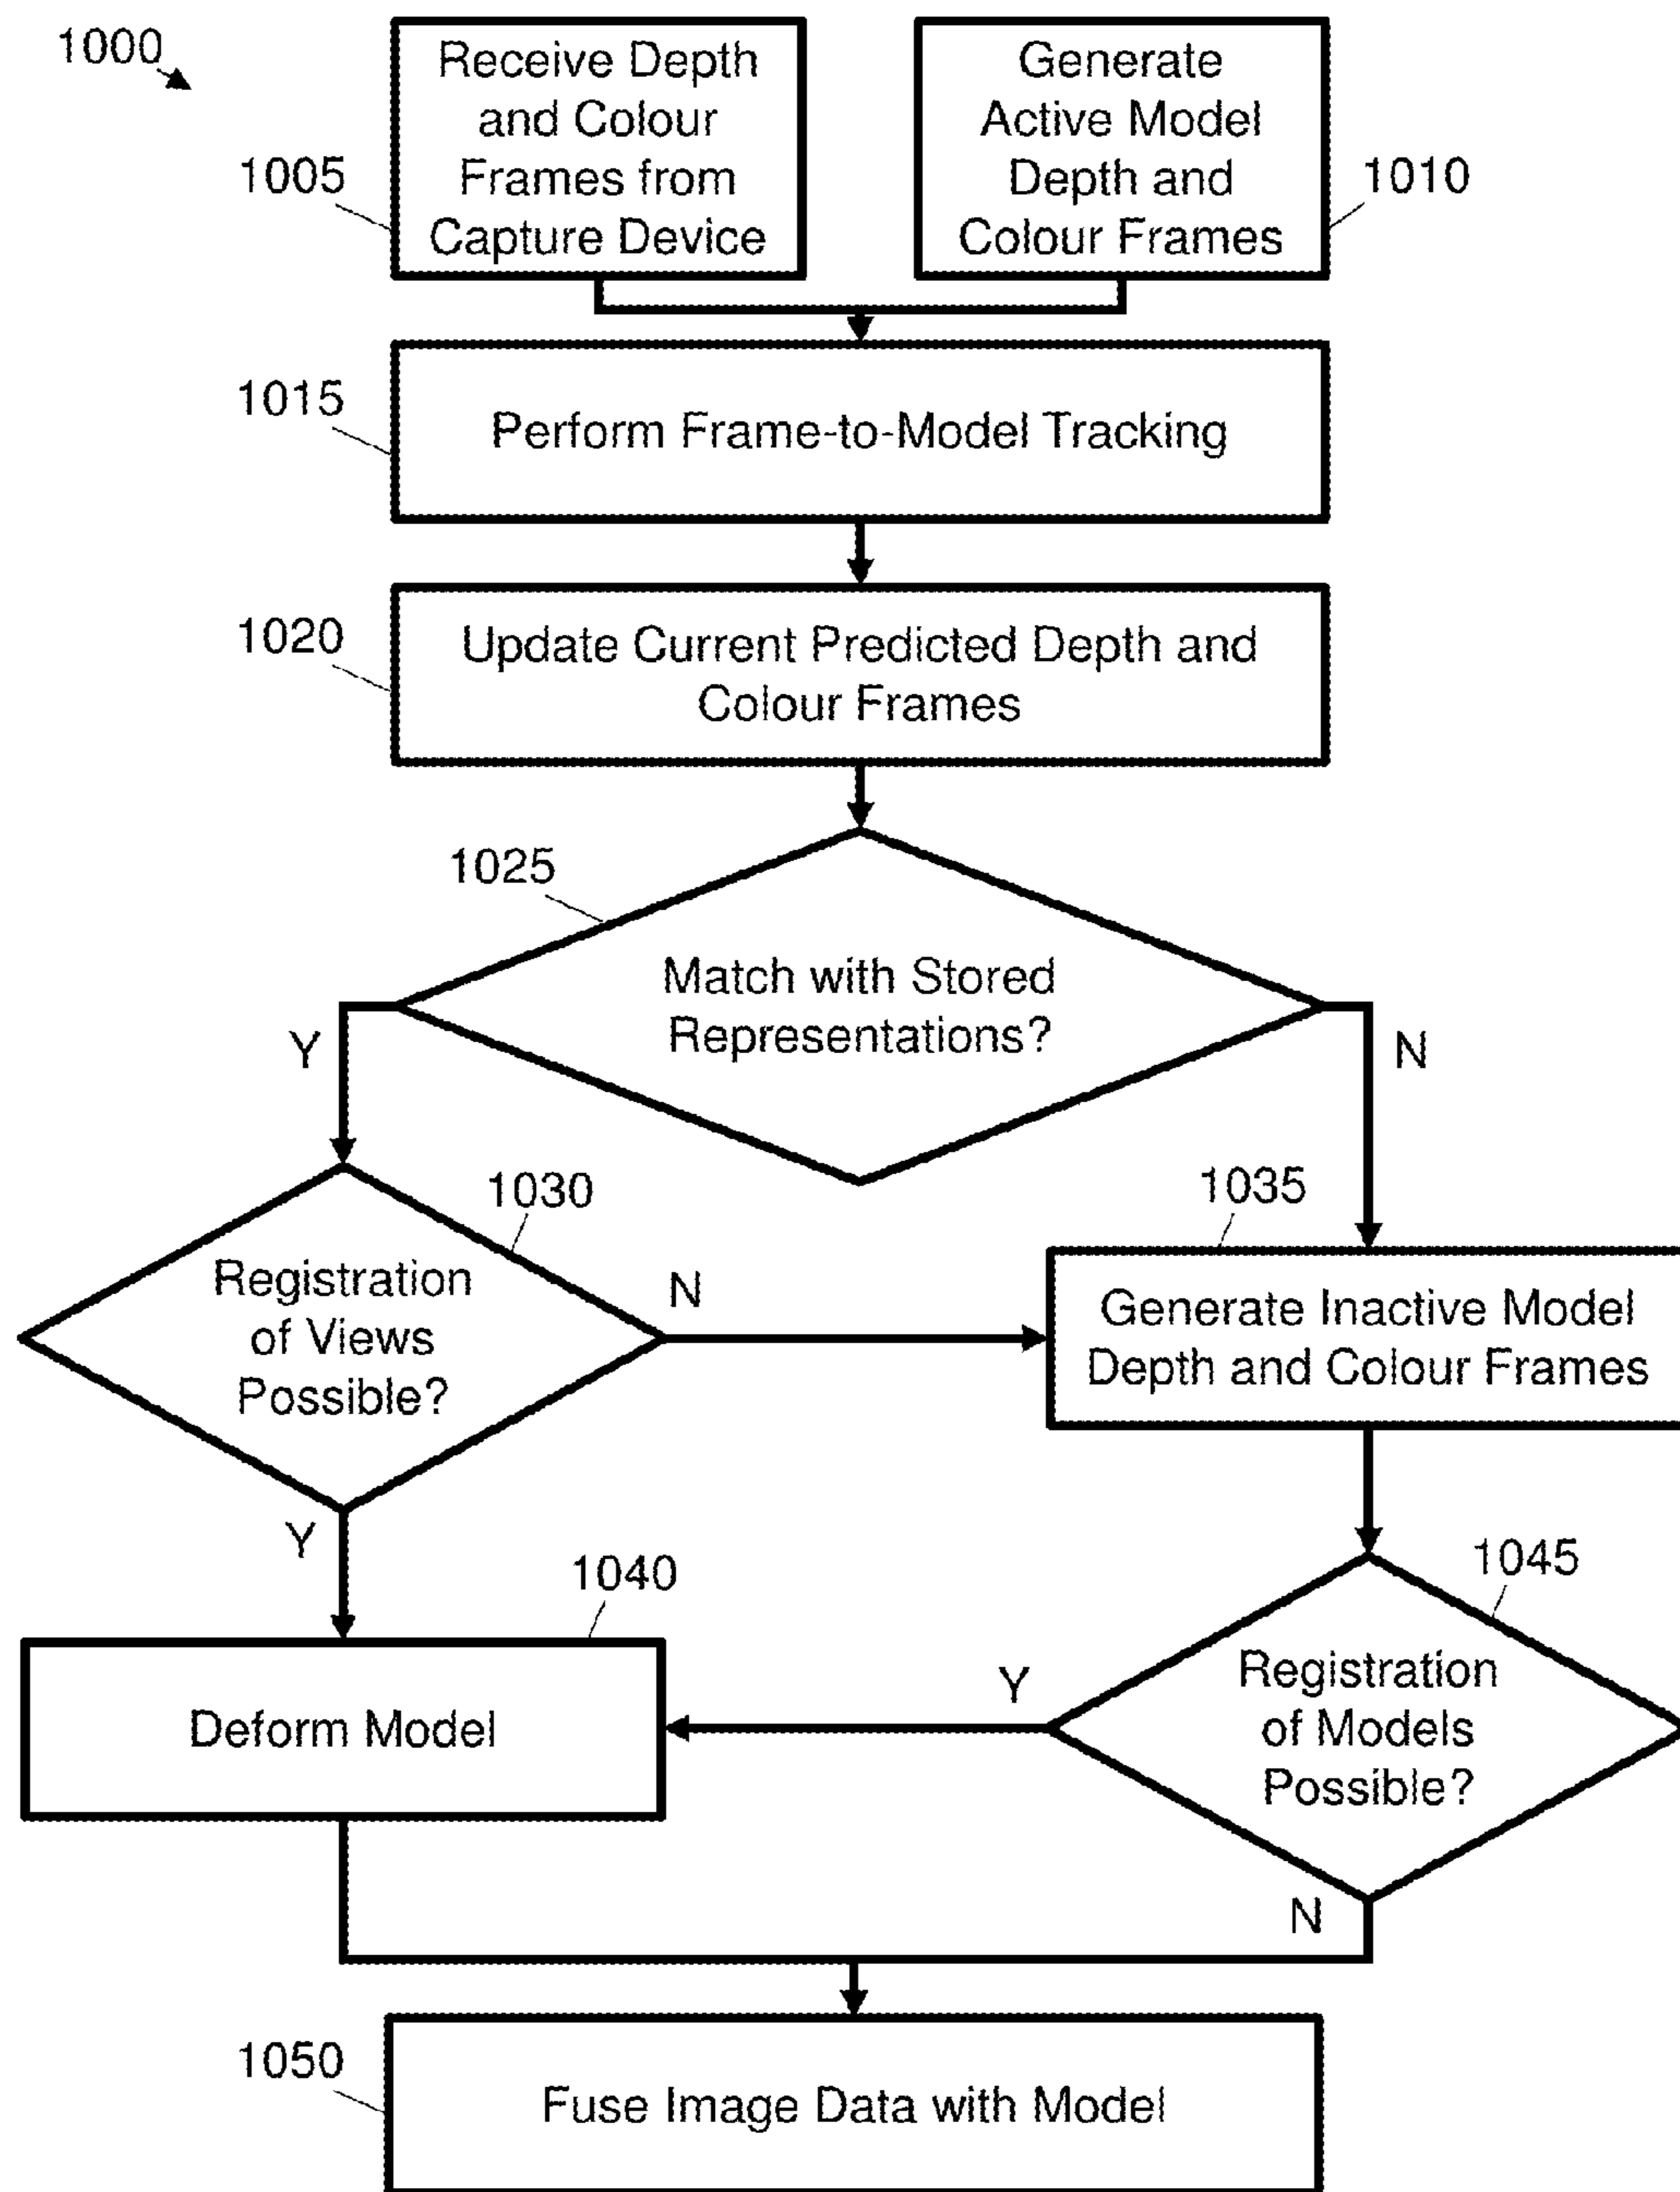 1000
Receive Depth
and Colour
Frames from
Capture Device
1005
Generate
Active Model
Depth and
Colour Frames
1010
1015
Perform Frame-to-Model Tracking
1020
Update Current Predicted Depth and
Colour Frames
1025
Match with Stored
Representations?
Y
N
1030
Registration
of Views
Possible?
N
1035
Generate Inactive Model
Depth and Colour Frames
Y
1040
Deform Model
1045
Y
Registration
of Models
Possible?
N
1050
Fuse Image Data with Model